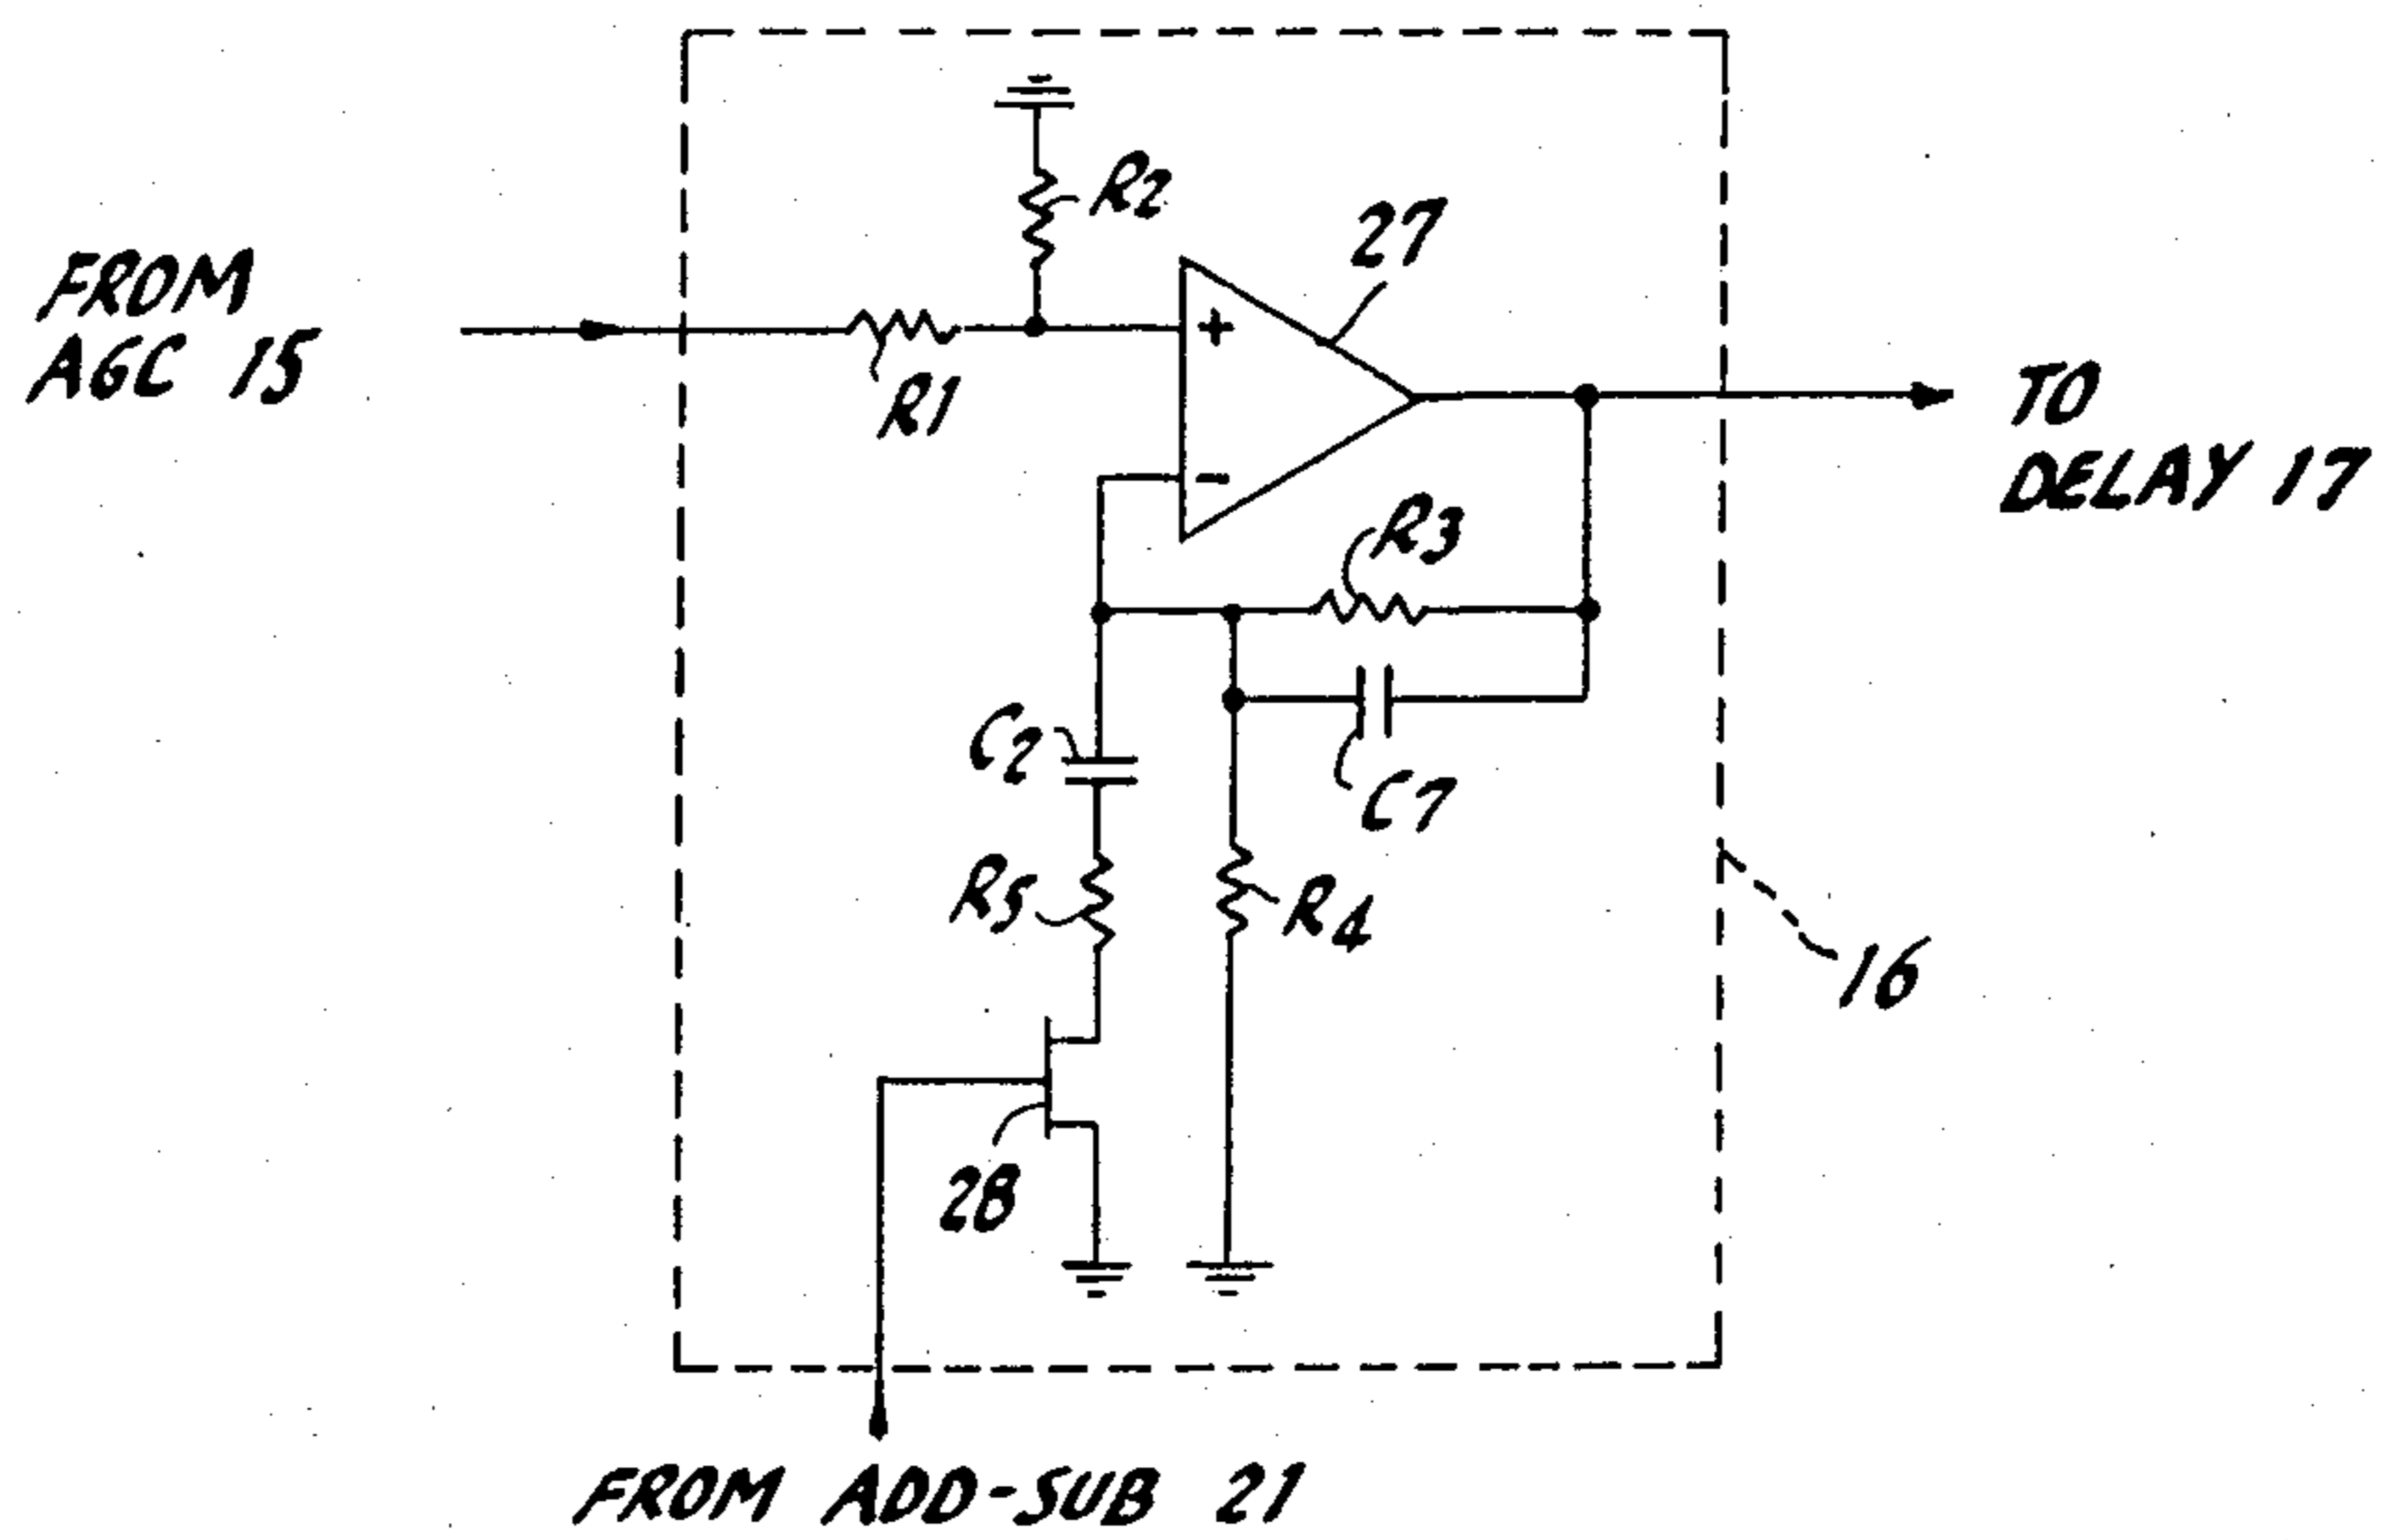 FROM
AGC 15
R2
27
+
R1
TO
DELAY 17
-
R3
C2
C7
R5
R4
16
28
FROM ADD-SUB 21